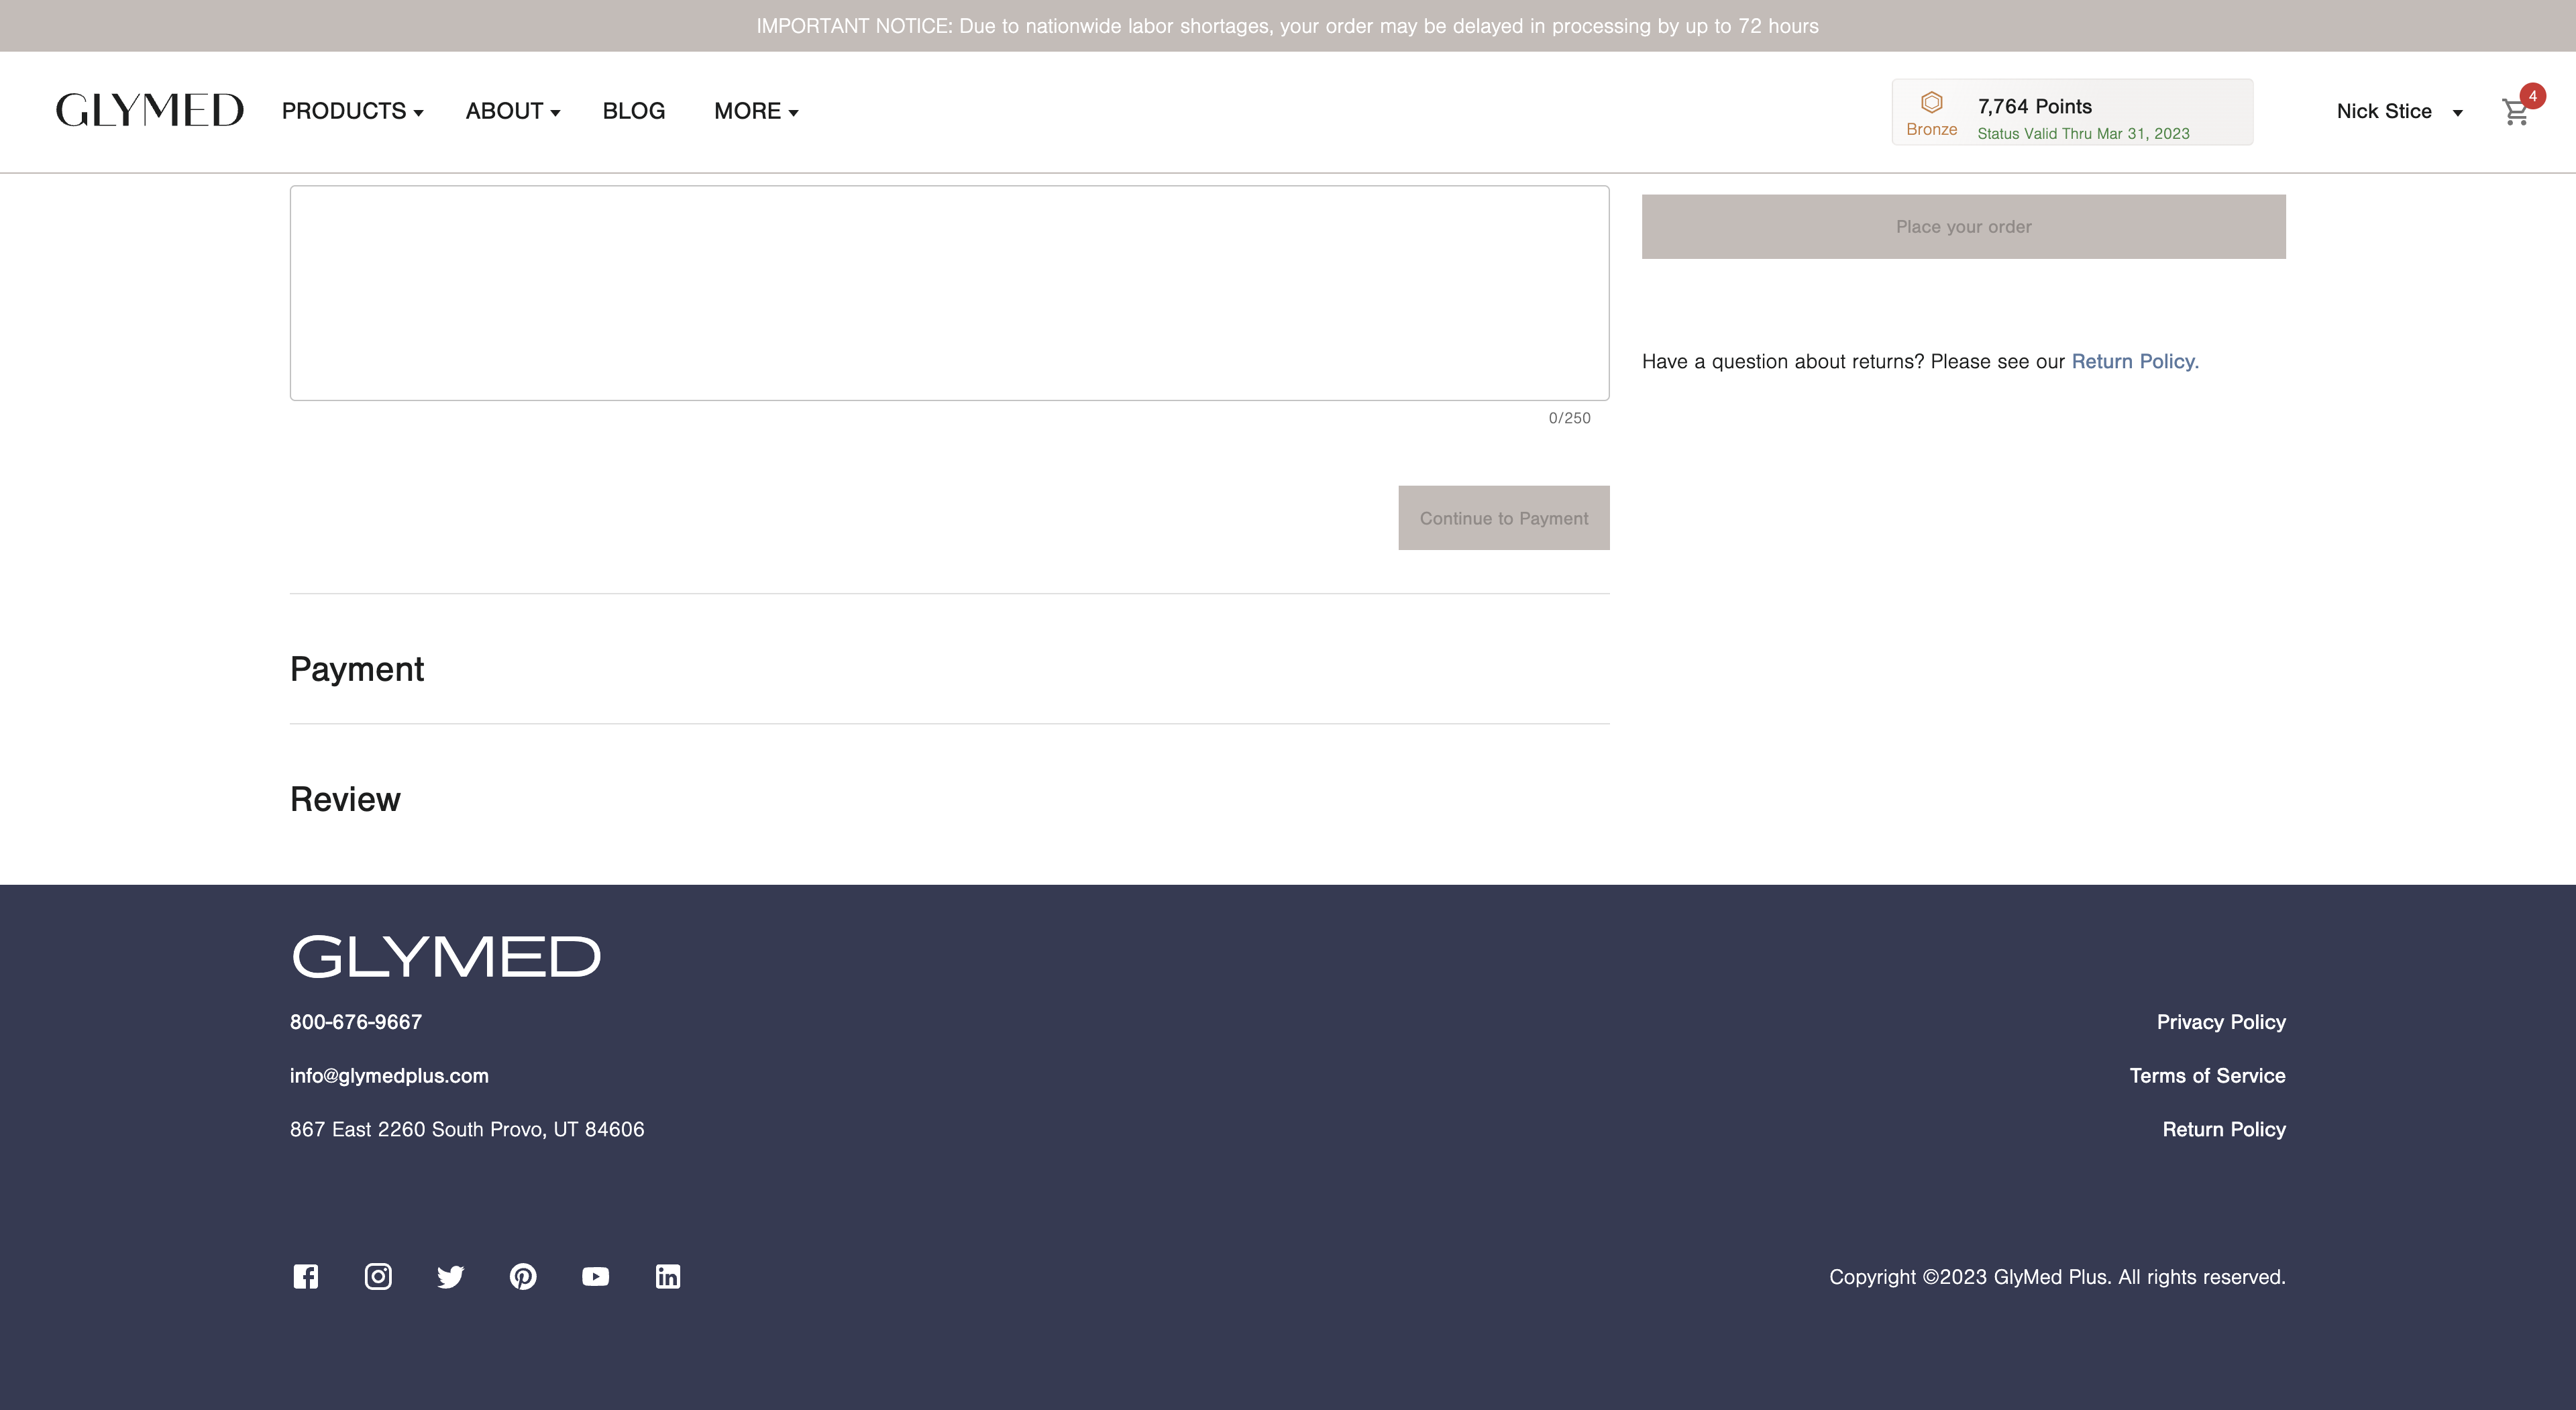 IMPORTANT NOTICE: Due to nationwide labor shortages, your order may be delayed in processing by up to 72 hours
GLYMED
PRODUCTS
ABOUT
BLOG
MORE
Bronze
7,764 Points
Status Valid Thru Mar 31, 2023
Nick Stice
4
Place your order
Have a question about returns? Please see our Return Policy.
0/250
Continue to Payment
Payment
Review
GLYMED
800-676-9667
info@glymedplus.com
867 East 2260 South Provo, UT 84606
Privacy Policy
Terms of Service
Return Policy
Copyright ©2023 GlyMed Plus. All rights reserved.